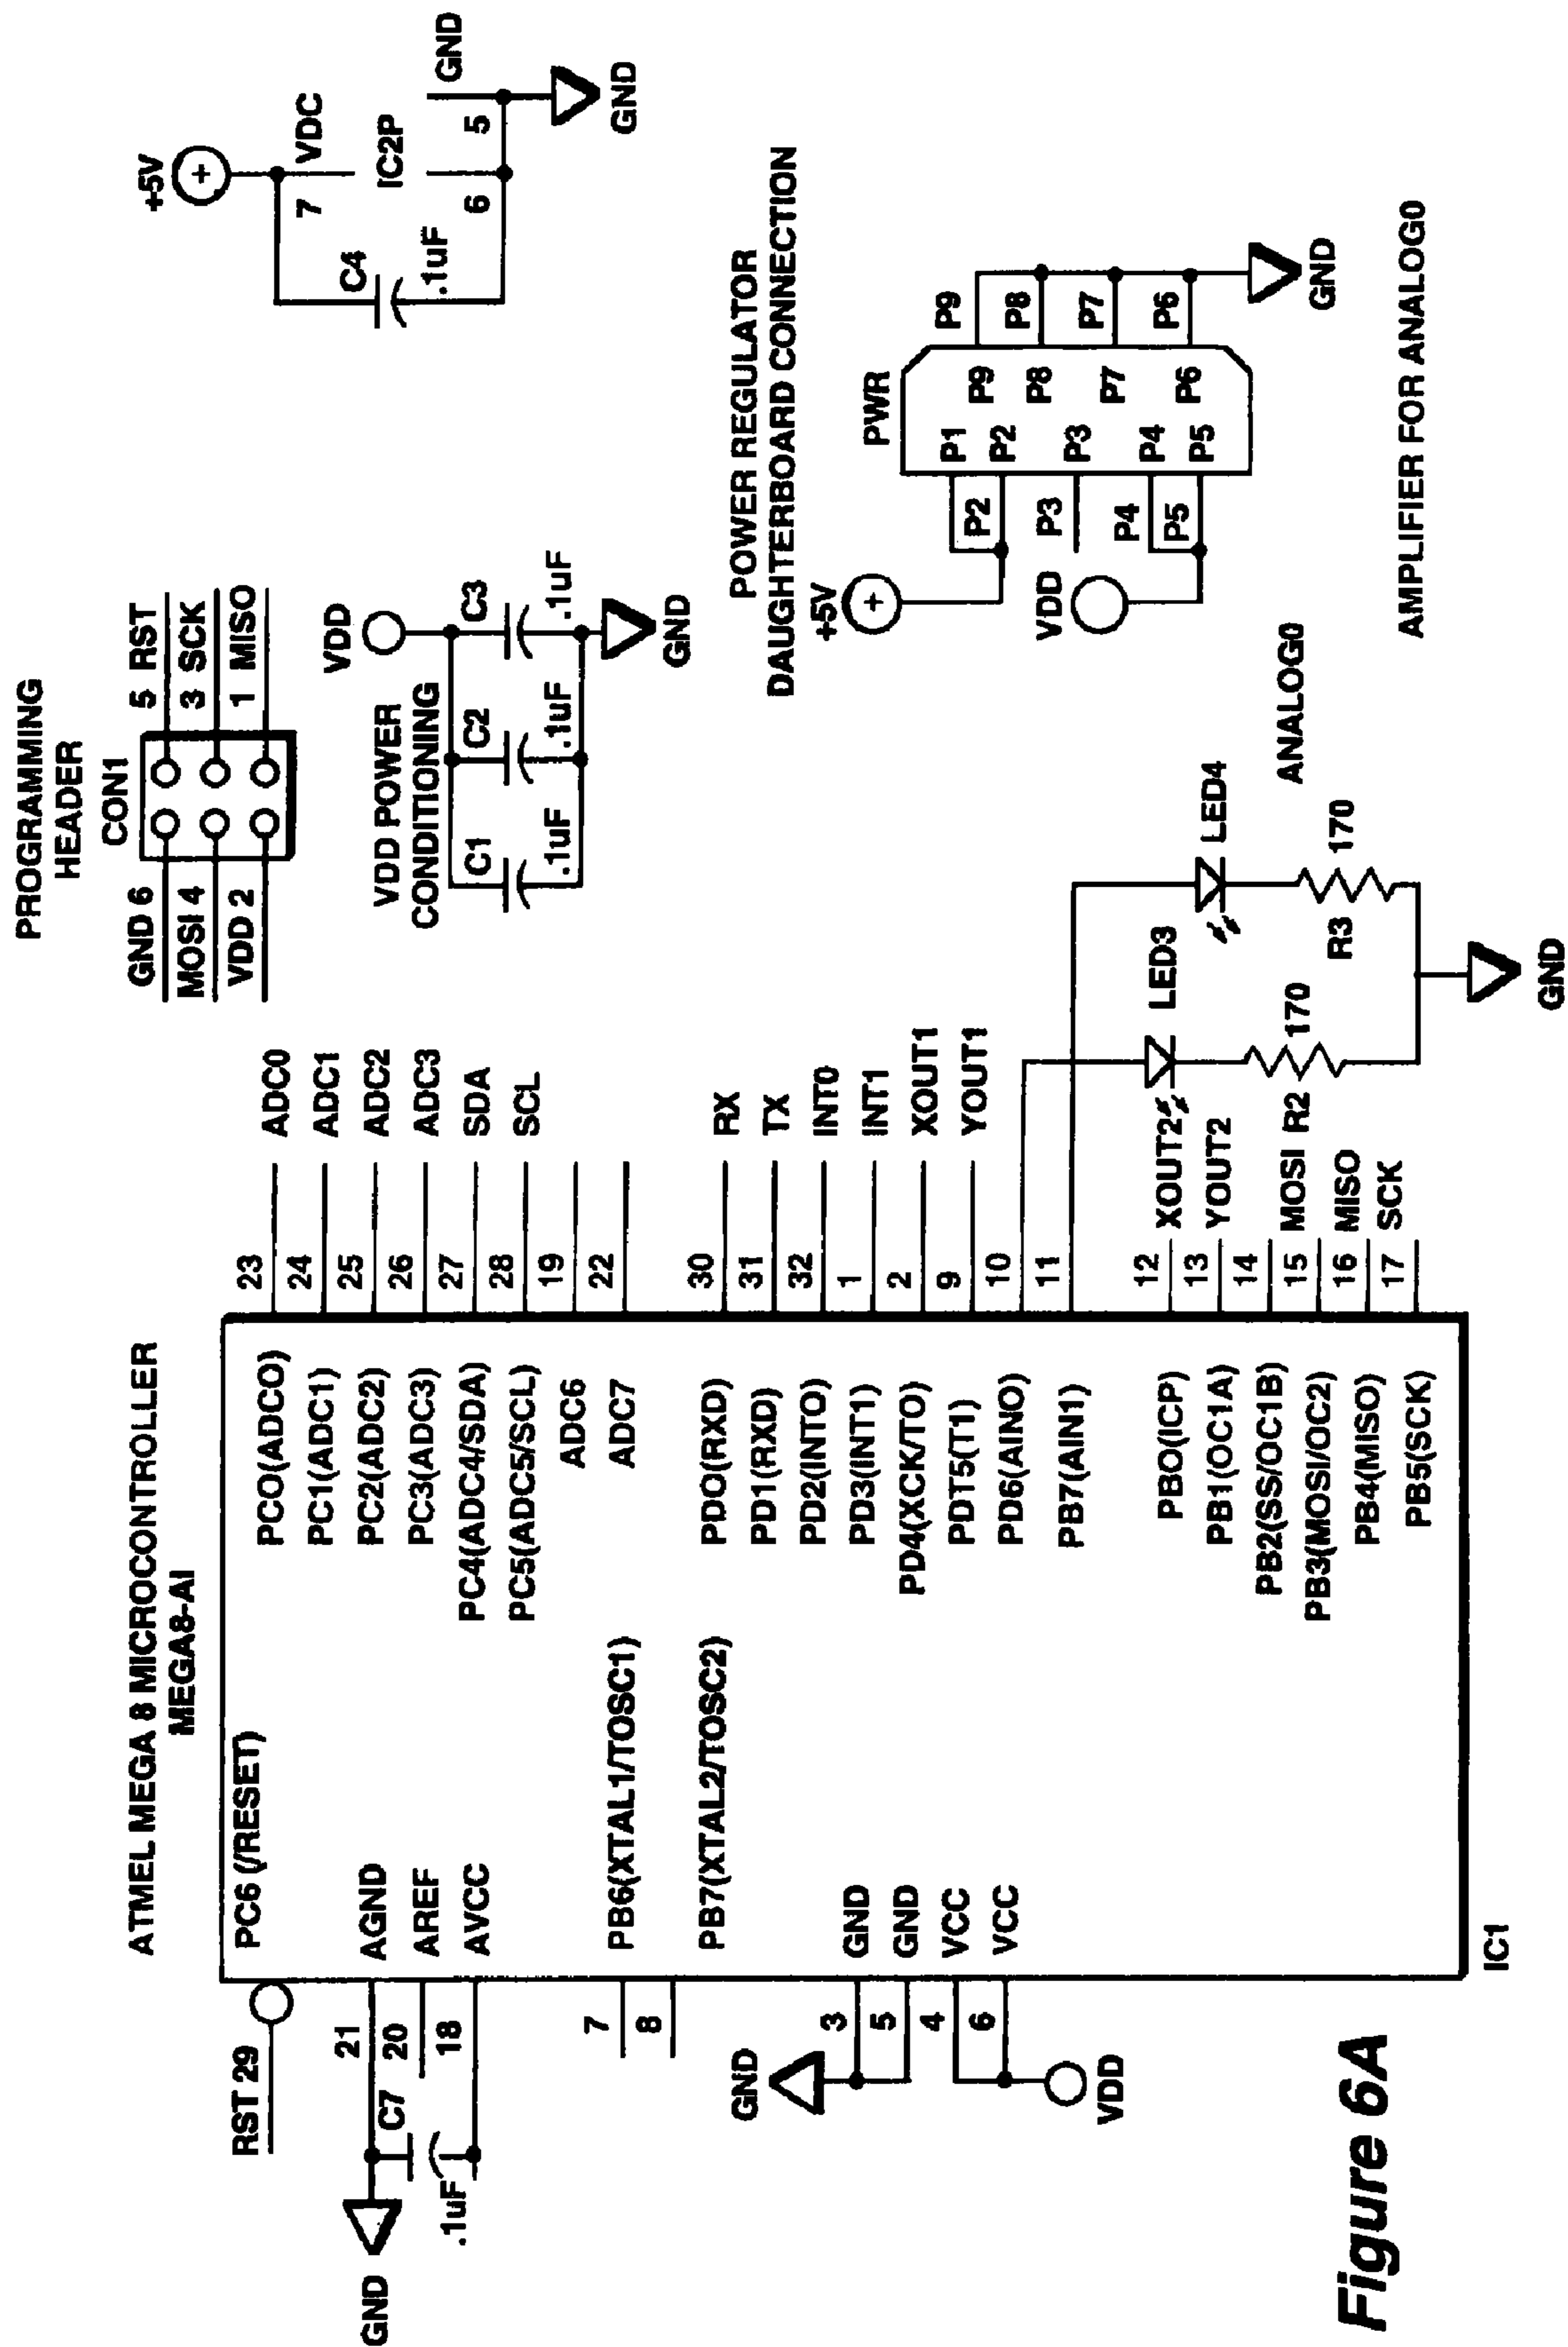 ATMEL MEGA 8 MICROCONTROLLER
MEGA8-AI
RST 29
PC6 (/RESET)
GND
C7
.1uF
21
20
18
AGND
AREF
AVCC
7
8
PB6(XTAL1/TOSC1)
PB7(XTAL2/TOSC2)
GND
3
5
4
6
VDD
GND
GND
VCC
VCC
IC1
PCO(ADCO)
PC1(ADC1)
PC2(ADC2)
PC3(ADC3)
PC4(ADC4/SDA)
PC5(ADC5/SCL)
ADC6
ADC7
PDO(RXD)
PD1(RXD)
PD2(INTO)
PD3(INT1)
PD4(XCK/TO)
PDT5(T1)
PD6(AINO)
PB7(AIN1)
PBO(ICP)
PB1(OC1A)
PB2(SS/OC1B)
PB3(MOSI/OC2)
PB4(MISO)
PB5(SCK)
23 ADC0
24 ADC1
25 ADC2
26 ADC3
27 SDA
28 SCL
19
22
30 RX
31 TX
32 INT0
1 INT1
2 XOUT1
9 YOUT1
10
11
12 XOUT2
13 YOUT2
14
15 MOSI
16 MISO
17 SCK
LED3
R2
170
LED4
R3
170
GND
ANALOG0
PROGRAMMING
HEADER
CON1
GND 6
MOSI 4
VDD 2
5 RST
3 SCK
1 MISO
VDD POWER
CONDITIONING
VDD
C1
.1uF
C2
.1uF
C3
.1uF
GND
+5V
7
VDC
C4
.1uF
IC2P
6
5
GND
GND
POWER REGULATOR
DAUGHTERBOARD CONNECTION
+5V
VDD
PWR
P2
P3
P4
P5
P1
P2
P3
P4
P5
P9
P8
P7
P6
P9
P8
P7
P6
GND
AMPLIFIER FOR ANALOG0
Figure 6A